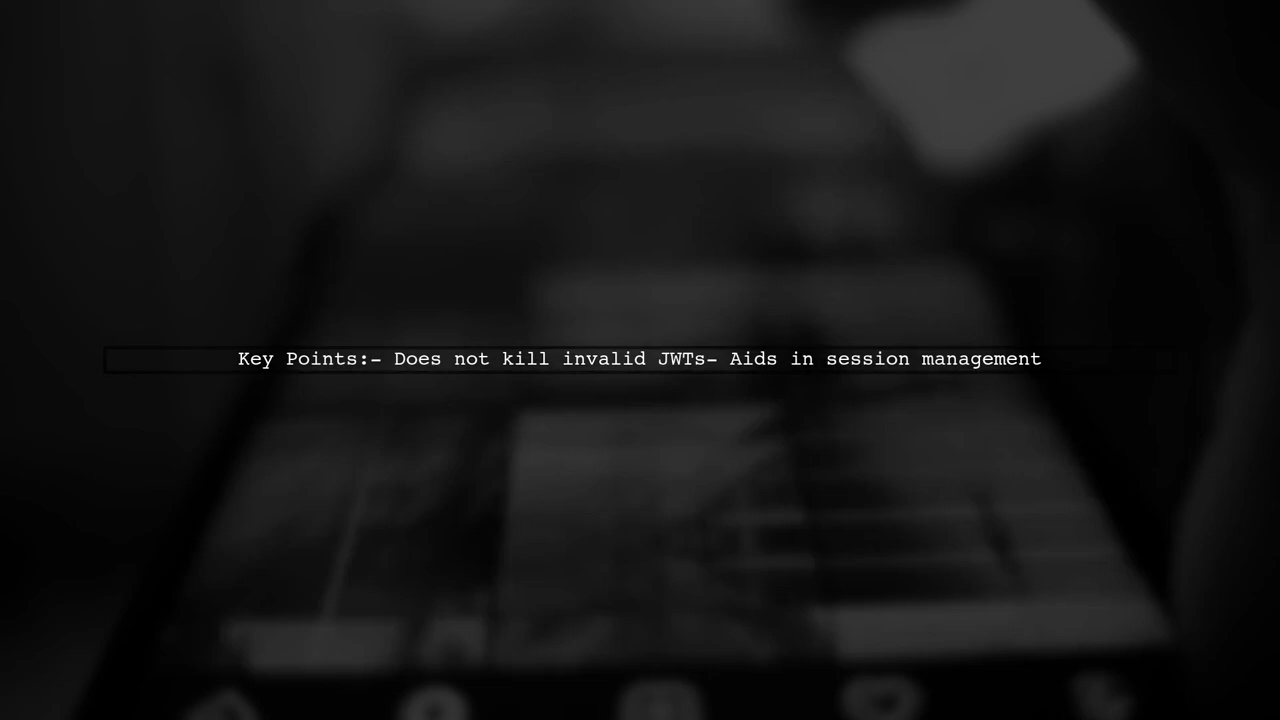 Key Points:- Does not kill invalid JWTs- Aids in session management